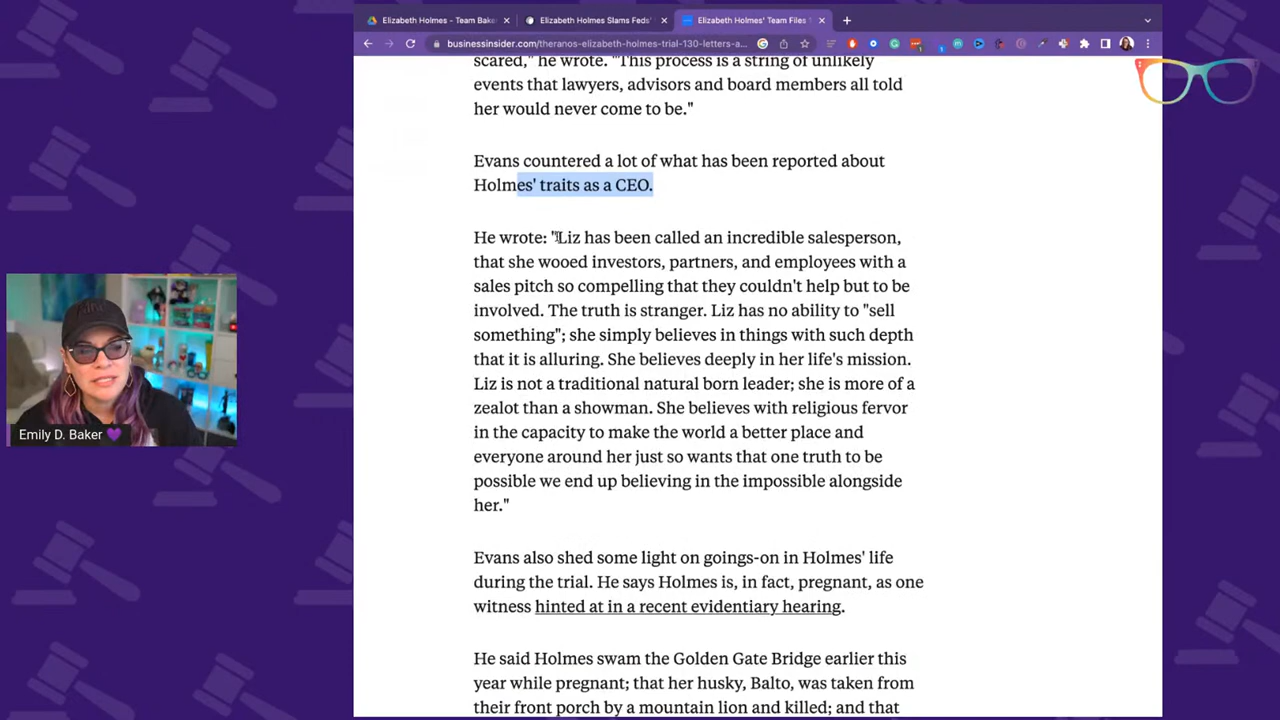 Elizabeth Holmes - Team Bake
Elizabeth Holmes Slams Feds'
Elizabeth Holmes' Team Files
businessinsider.com/theranos-elizabeth-holmes-trial-130-letters-a...
scared," he wrote. "This process is a string of unlikely
events that lawyers, advisors and board members all told
her would never come to be."
Evans countered a lot of what has been reported about
Holmes' traits as a CEO.
He wrote: "Liz has been called an incredible salesperson,
that she wooed investors, partners, and employees with a
sales pitch so compelling that they couldn't help but to be
involved. The truth is stranger. Liz has no ability to "sell
something"; she simply believes in things with such depth
that it is alluring. She believes deeply in her life's mission.
Liz is not a traditional natural born leader; she is more of a
zealot than a showman. She believes with religious fervor
in the capacity to make the world a better place and
everyone around her just so wants that one truth to be
possible we end up believing in the impossible alongside
her."
Evans also shed some light on goings-on in Holmes' life
during the trial. He says Holmes is, in fact, pregnant, as one
witness hinted at in a recent evidentiary hearing.
He said Holmes swam the Golden Gate Bridge earlier this
year while pregnant; that her husky, Balto, was taken from
their front porch by a mountain lion and killed; and that
Emily D. Baker 💜